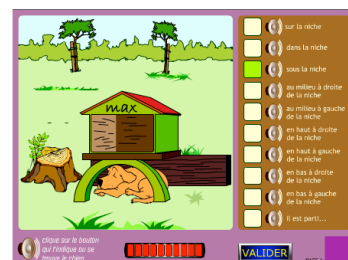 max
sur la niche
dans la niche
sous la niche
au milieu à droite
de la niche
au milieu à gauche
de la niche
en haut à droite
de la niche
en haut à gauche
de la niche
en bas à droite
de la niche
en bas à gauche
de la niche
il est parti...
clique sur le bouton
qui t'indique où se
trouve le chien
VALIDER